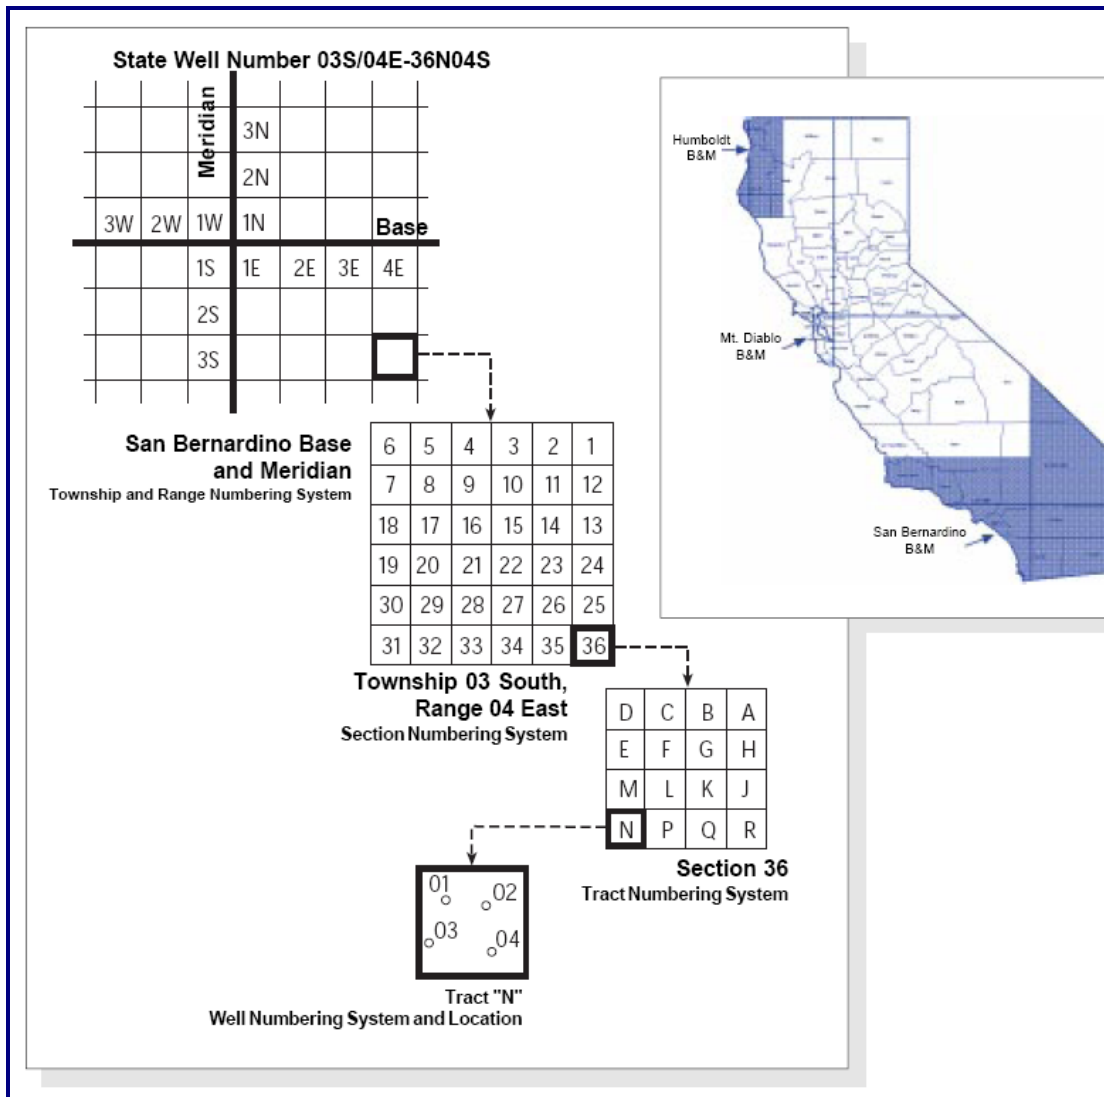 State Well Number 03S/04E-36N04S
Meridian
3N
2N
3W 2W 1W 1N
Base
1S 1E 2E 3E 4E
2S
3S
San Bernardino Base
and Meridian
Township and Range Numbering System
6 5 4 3 2 1
7 8 9 10 11 12
18 17 16 15 14 13
19 20 21 22 23 24
30 29 28 27 26 25
31 32 33 34 35 36
Township 03 South,
Range 04 East
Section Numbering System
D C B A
E F G H
M L K J
N P Q R
Section 36
Tract Numbering System
01 02
03 04
Tract "N"
Well Numbering System and Location
Humboldt
B&M
Mt. Diablo
B&M
San Bernardino
B&M